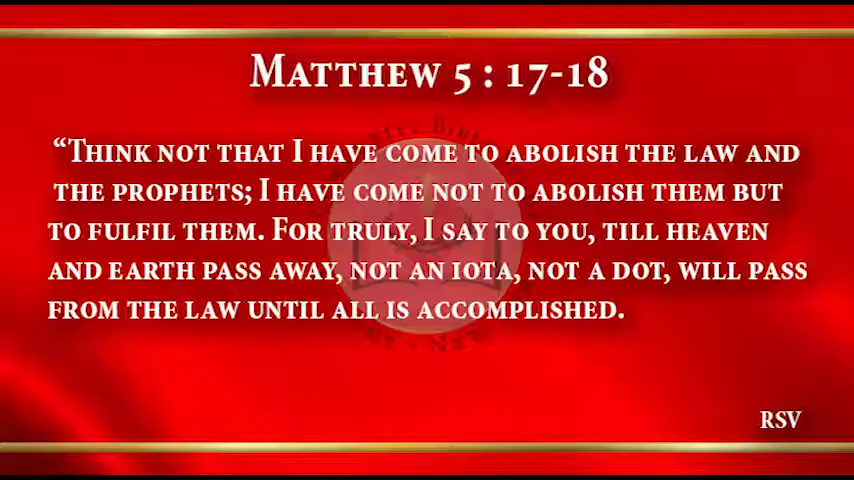 Matthew 5 : 17-18
“Think not that I have come to abolish the law and
the prophets; I have come not to abolish them but
to fulfil them. For truly, I say to you, till heaven
and earth pass away, not an iota, not a dot, will pass
from the law until all is accomplished.
RSV